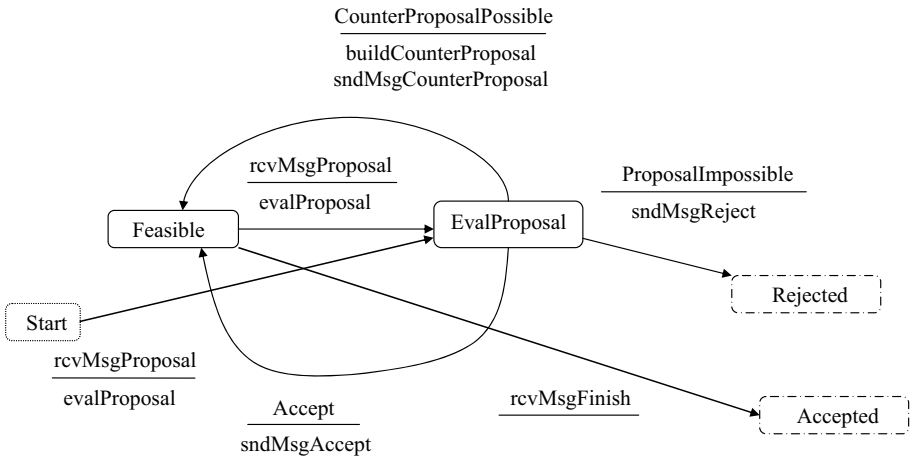 CounterProposalPossible
buildCounterProposal
sndMsgCounterProposal
rcvMsgProposal
evalProposal
ProposalImpossible
sndMsgReject
Feasible
EvalProposal
Rejected
Start
rcvMsgProposal
evalProposal
Accept
sndMsgAccept
rcvMsgFinish
Accepted